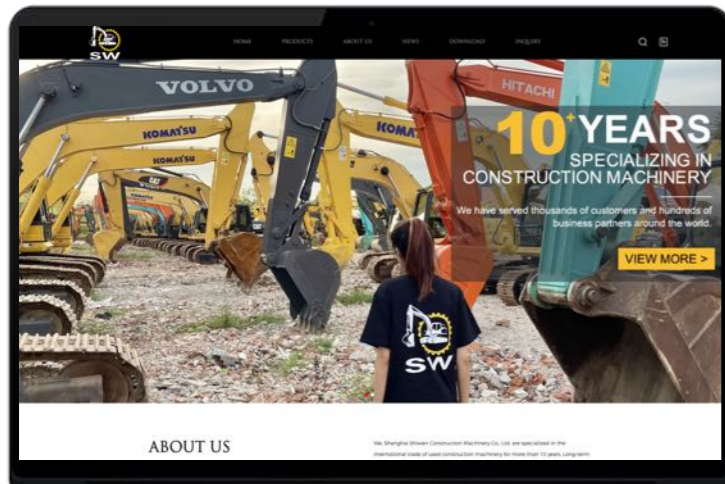 SW
HOME PRODUCTS ABOUT US NEWS DOWNLOAD INQUIRY
VOLVO
HITACHI
KOMATSU
KOMATSU
KOMATSU
CAT
10+ YEARS
SPECIALIZING IN
CONSTRUCTION MACHINERY
We have served thousands of customers and hundreds of
business partners around the world.
VIEW MORE >
SW
ABOUT US
We, Shanghai Shiwan Construction Machinery Co., Ltd. are specialized in the
international trade of used construction machinery for more than 10 years. Long-term